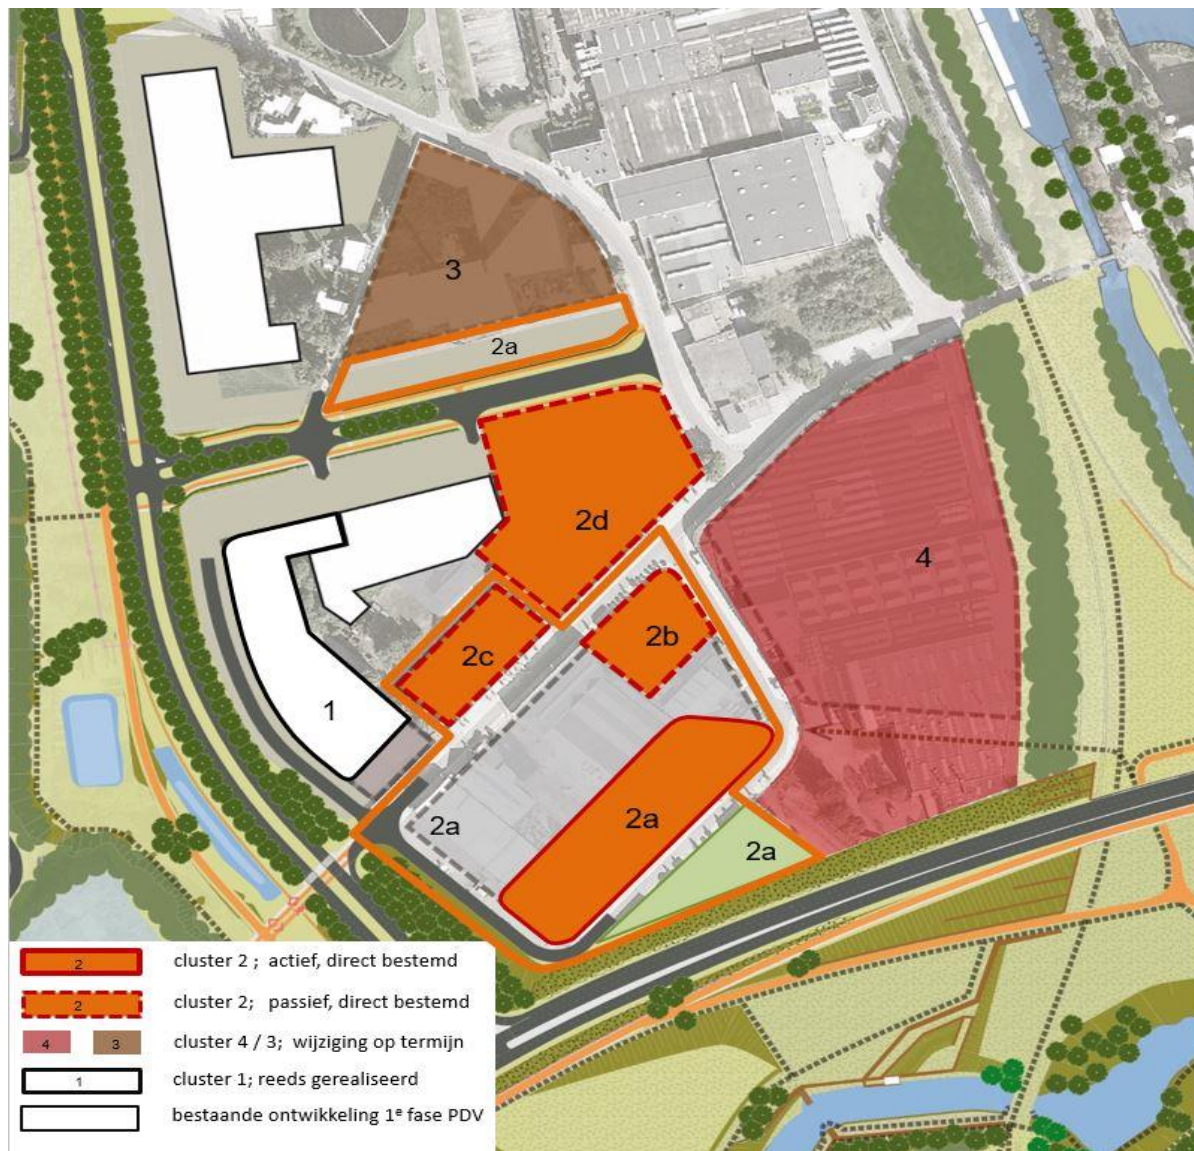 3
2a
2d
4
2b
2c
1
2a
2a
2a
2 cluster 2 ; actief, direct bestemd
2 cluster 2; passief, direct bestemd
4 3 cluster 4 / 3; wijziging op termijn
1 cluster 1; reeds gerealiseerd
bestaande ontwikkeling 1ᵉ fase PDV